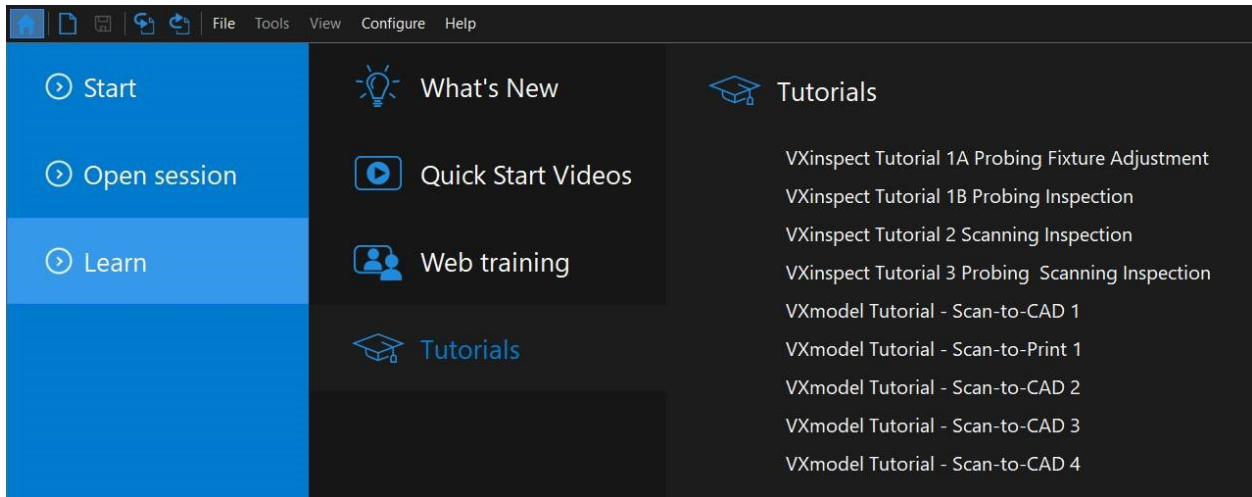 File Tools View Configure Help
Start
Open session
Learn
What's New
Quick Start Videos
Web training
Tutorials
Tutorials
VXinspect Tutorial 1A Probing Fixture Adjustment
VXinspect Tutorial 1B Probing Inspection
VXinspect Tutorial 2 Scanning Inspection
VXinspect Tutorial 3 Probing  Scanning Inspection
VXmodel Tutorial - Scan-to-CAD 1
VXmodel Tutorial - Scan-to-Print 1
VXmodel Tutorial - Scan-to-CAD 2
VXmodel Tutorial - Scan-to-CAD 3
VXmodel Tutorial - Scan-to-CAD 4